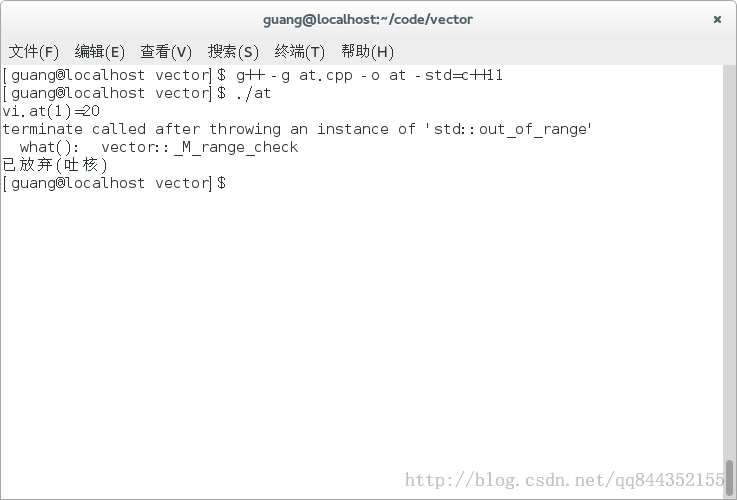 guang@localhost:~/code/vector
文件(F) 编辑(E) 查看(V) 搜索(S) 终端(T) 帮助(H)
[guang@localhost vector]$ g++ -g at.cpp -o at -std=c++11
[guang@localhost vector]$ ./at
vi.at(1)=20
terminate called after throwing an instance of 'std::out_of_range'
  what():  vector::_M_range_check
已放弃(吐核)
[guang@localhost vector]$
http://blog.csdn.net/qq844352155